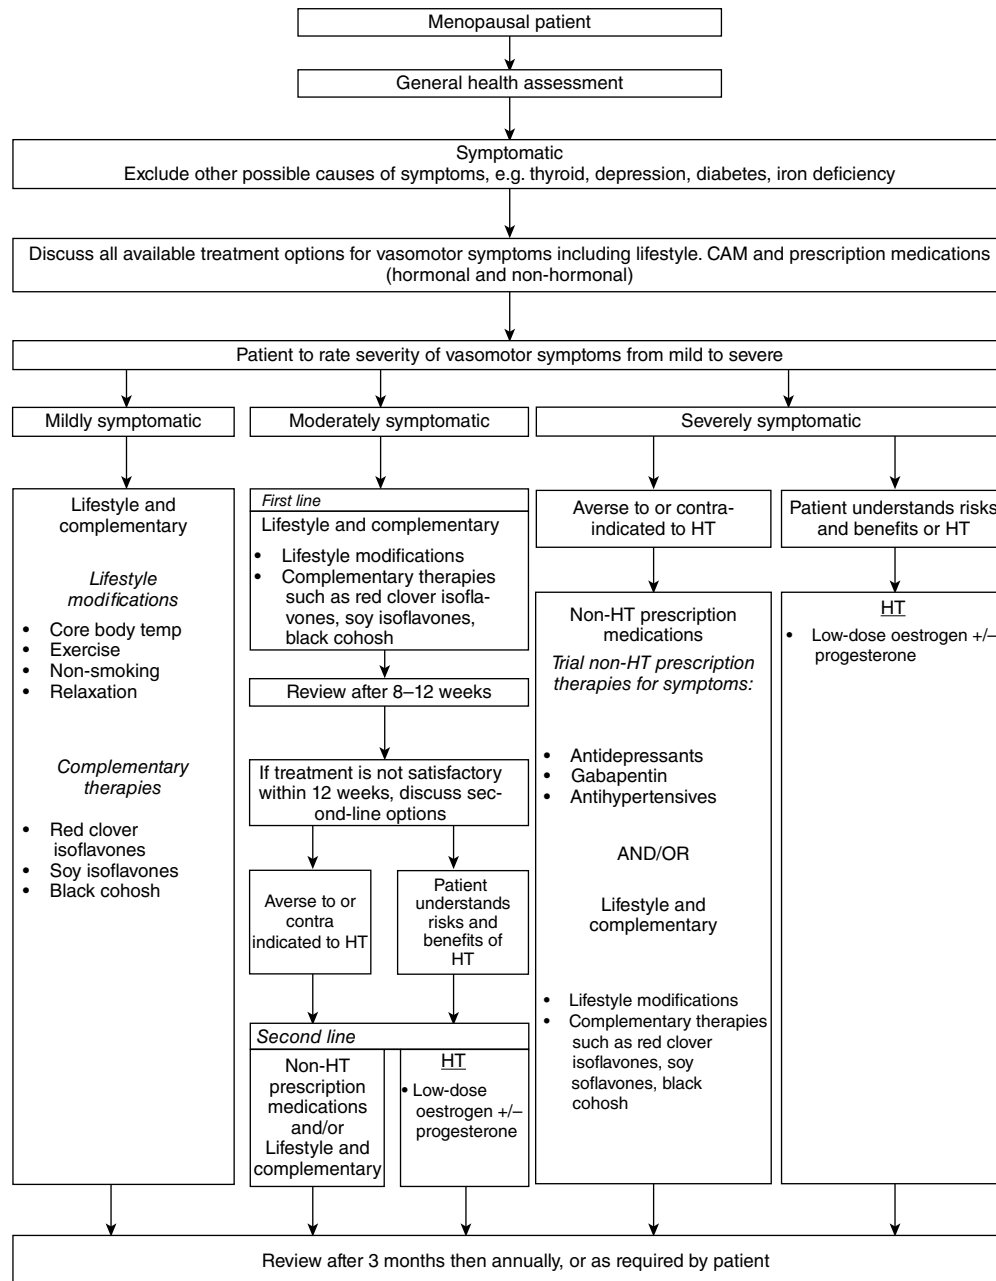 Menopausal patient
General health assessment
Symptomatic
Exclude other possible causes of symptoms, e.g. thyroid, depression, diabetes, iron deficiency
Discuss all available treatment options for vasomotor symptoms including lifestyle. CAM and prescription medications
(hormonal and non-hormonal)
Patient to rate severity of vasomotor symptoms from mild to severe
Mildly symptomatic
Lifestyle and
complementary
Lifestyle
modifications
• Core body temp
• Exercise
• Non-smoking
• Relaxation
Complementary
therapies
• Red clover
isoflavones
• Soy isoflavones
• Black cohosh
Moderately symptomatic
First line
Lifestyle and complementary
• Lifestyle modifications
• Complementary therapies
such as red clover isofla-
vones, soy isoflavones,
black cohosh
Review after 8–12 weeks
If treatment is not satisfactory
within 12 weeks, discuss sec-
ond-line options
Averse to or
contra
indicated to HT
Patient
understands
risks and
benefits of
HT
Second line
Non-HT
prescription
medications
and/or
Lifestyle and
complementary
HT
• Low-dose
oestrogen +/–
progesterone
Severely symptomatic
Averse to or contra-
indicated to HT
Non-HT prescription
medications
Trial non-HT prescription
therapies for symptoms:
• Antidepressants
• Gabapentin
• Antihypertensives
AND/OR
Lifestyle and
complementary
• Lifestyle modifications
• Complementary therapies
such as red clover
isoflavones, soy
soflavones, black
cohosh
Patient understands risks
and benefits or HT
HT
• Low-dose oestrogen +/–
progesterone
Review after 3 months then annually, or as required by patient